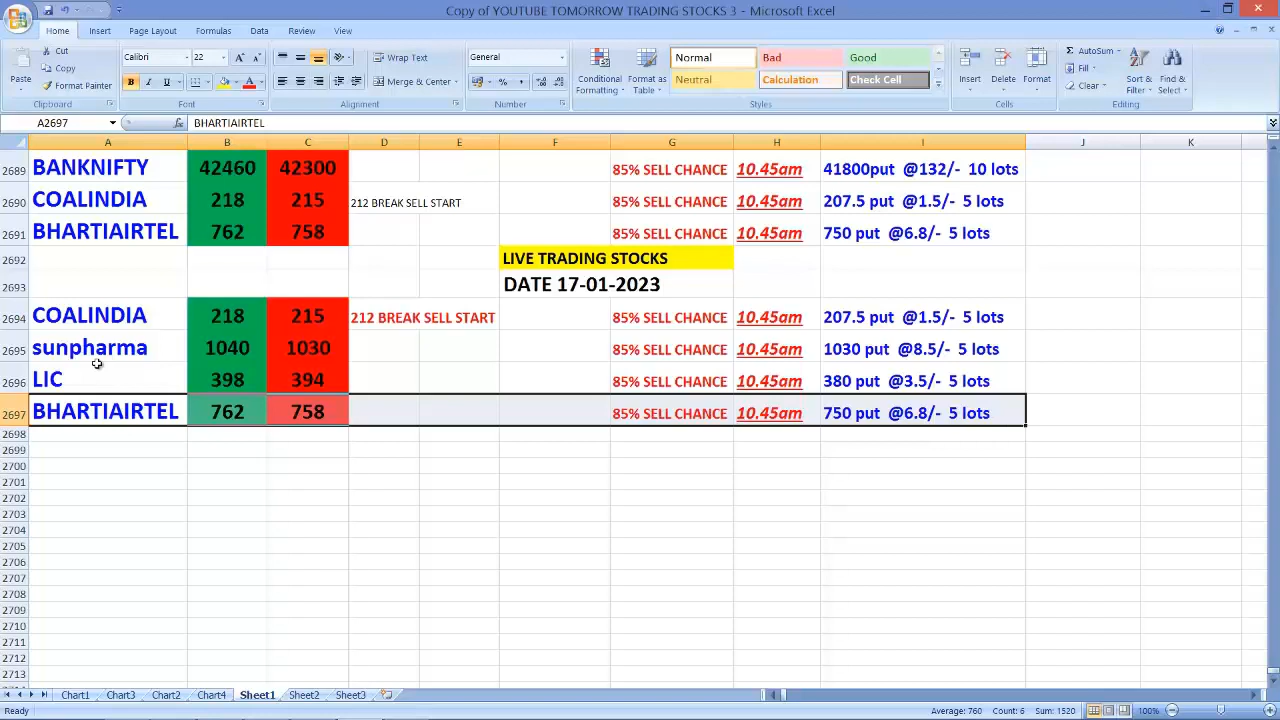 Copy of YOUTUBE TOMORROW TRADING STOCKS 3 - Microsoft Excel
Home Insert Page Layout Formulas Data Review View
Paste Cut Copy Format Painter Clipboard
Calibri 22 Font
Wrap Text Merge & Center Alignment
General Number
Conditional Formatting Format as Table Normal Bad Good Neutral Calculation Check Cell Styles
Insert Delete Format Cells
AutoSum Fill Clear Sort & Filter Find & Select Editing
A2697 fx BHARTIAIRTEL
A B C D E F G H I J K
2689 BANKNIFTY 42460 42300 85% SELL CHANCE 10.45am 41800put @132/- 10 lots
2690 COALINDIA 218 215 212 BREAK SELL START 85% SELL CHANCE 10.45am 207.5 put @1.5/- 5 lots
2691 BHARTIAIRTEL 762 758 85% SELL CHANCE 10.45am 750 put @6.8/- 5 lots
2692 LIVE TRADING STOCKS
2693 DATE 17-01-2023
2694 COALINDIA 218 215 212 BREAK SELL START 85% SELL CHANCE 10.45am 207.5 put @1.5/- 5 lots
2695 sunpharma 1040 1030 85% SELL CHANCE 10.45am 1030 put @8.5/- 5 lots
2696 LIC 398 394 85% SELL CHANCE 10.45am 380 put @3.5/- 5 lots
2697 BHARTIAIRTEL 762 758 85% SELL CHANCE 10.45am 750 put @6.8/- 5 lots
2698
2699
2700
2701
2702
2703
2704
2705
2706
2707
2708
2709
2710
2711
2712
2713
Chart1 Chart3 Chart2 Chart4 Sheet1 Sheet2 Sheet3
Ready Average: 760 Count: 6 Sum: 1520 100%